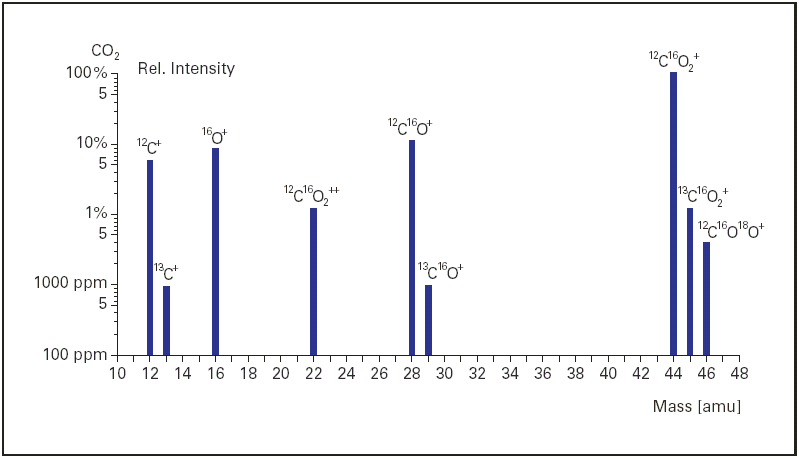 CO₂
Rel. Intensity
100%
5
10%
5
1%
5
1000 ppm
5
100 ppm
¹²C⁺
¹³C⁺
¹⁶O⁺
¹²C¹⁶O₂⁺⁺
¹²C¹⁶O⁺
¹³C¹⁶O⁺
¹²C¹⁶O₂⁺
¹³C¹⁶O₂⁺
¹²C¹⁶O¹⁸O⁺
10 12 14 16 18 20 22 24 26 28 30 32 34 36 38 40 42 44 46 48
Mass [amu]